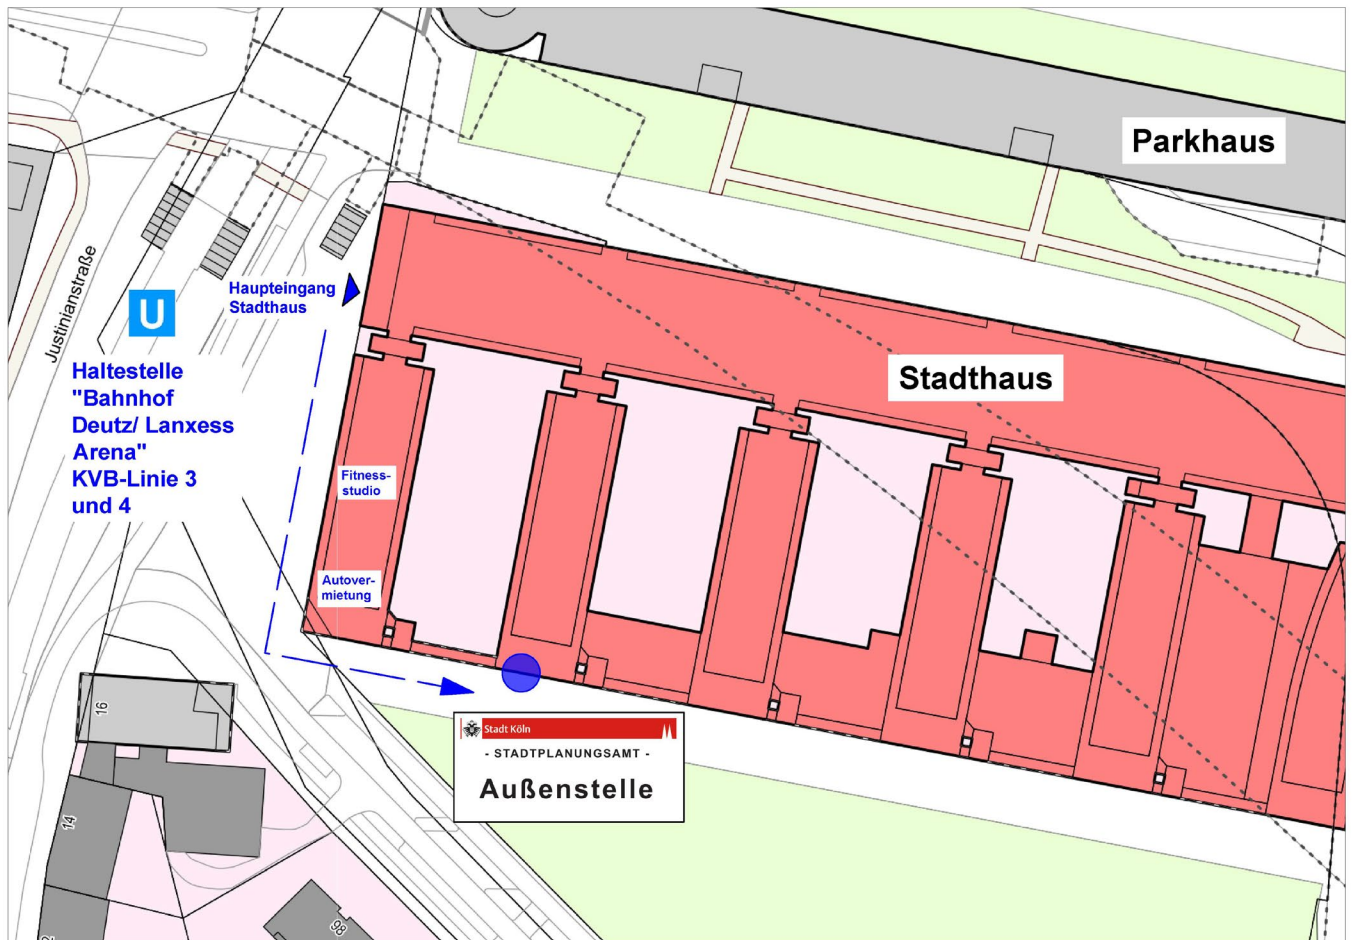 Parkhaus
Justinianstraße
Haupteingang
Stadthaus
U
Haltestelle
"Bahnhof
Deutz/ Lanxess
Arena"
KVB-Linie 3
und 4
Stadthaus
Fitness-
studio
Autover-
mietung
Stadt Köln
- STADTPLANUNGSAMT -
Außenstelle
16
14
98